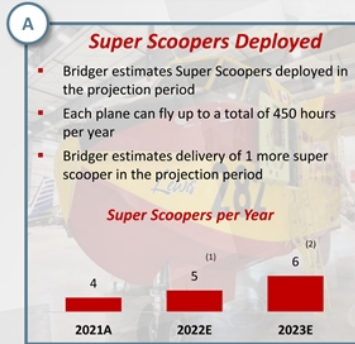 A
Super Scoopers Deployed
▪ Bridger estimates Super Scoopers deployed in
the projection period
▪ Each plane can fly up to a total of 450 hours
per year
▪ Bridger estimates delivery of 1 more super
scooper in the projection period
Lewis
282
Super Scoopers per Year
4 5 (1) 6 (2)
2021A 2022E 2023E